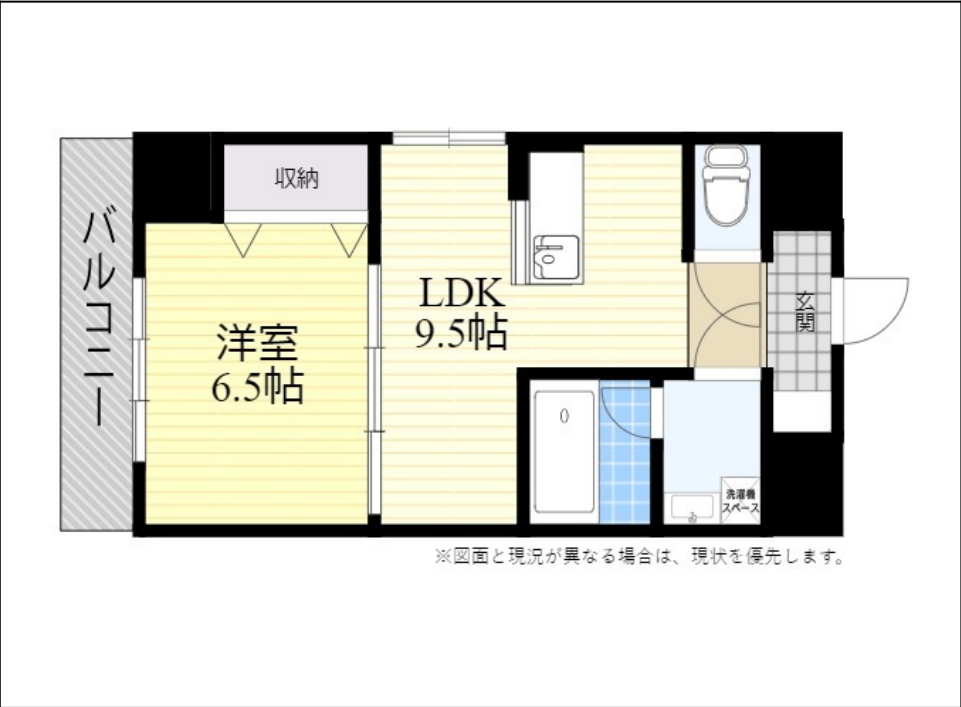 収納
バルコニー
LDK
9.5帖
洋室
6.5帖
玄関
洗濯機
スペース
※図面と現況が異なる場合は、現状を優先します。